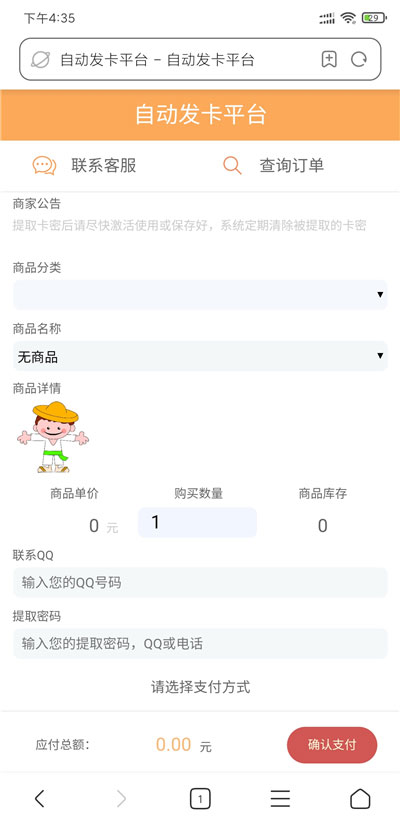 下午4:35
29
自动发卡平台 - 自动发卡平台
自动发卡平台
联系客服 查询订单
商家公告
提取卡密后请尽快激活使用或保存好，系统定期清除被提取的卡密
商品分类
商品名称
无商品
商品详情
商品单价 购买数量 商品库存
0 元 1 0
联系QQ
输入您的QQ号码
提取密码
输入您的提取密码，QQ或电话
请选择支付方式
应付总额： 0.00 元 确认支付
1